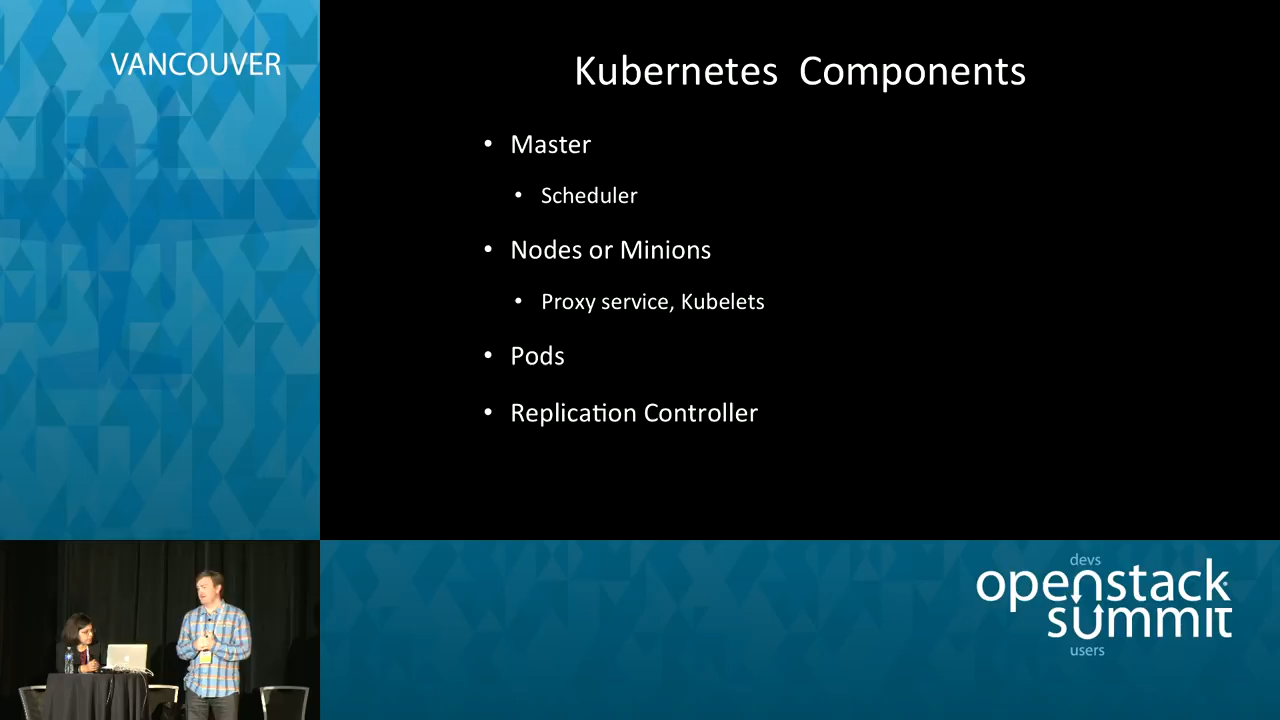 VANCOUVER
Kubernetes Components
• Master
• Scheduler
• Nodes or Minions
• Proxy service, Kubelets
• Pods
• Replication Controller
devs
openstack
summit
users